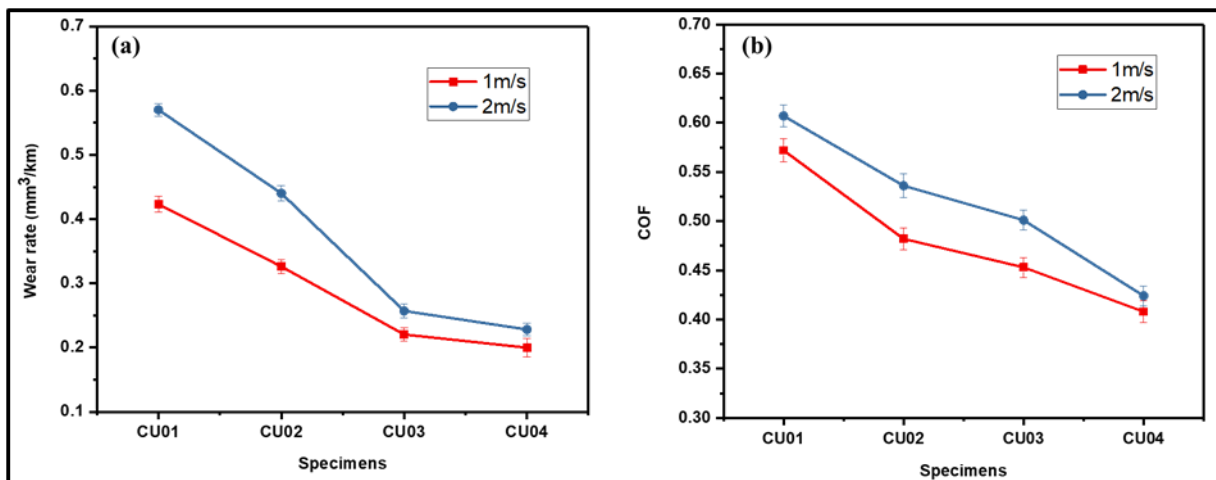 (a)
1m/s
2m/s
Wear rate (mm³/km)
0.7
0.6
0.5
0.4
0.3
0.2
0.1
CU01 CU02 CU03 CU04
Specimens
(b)
1m/s
2m/s
COF
0.70
0.65
0.60
0.55
0.50
0.45
0.40
0.35
0.30
CU01 CU02 CU03 CU04
Specimens